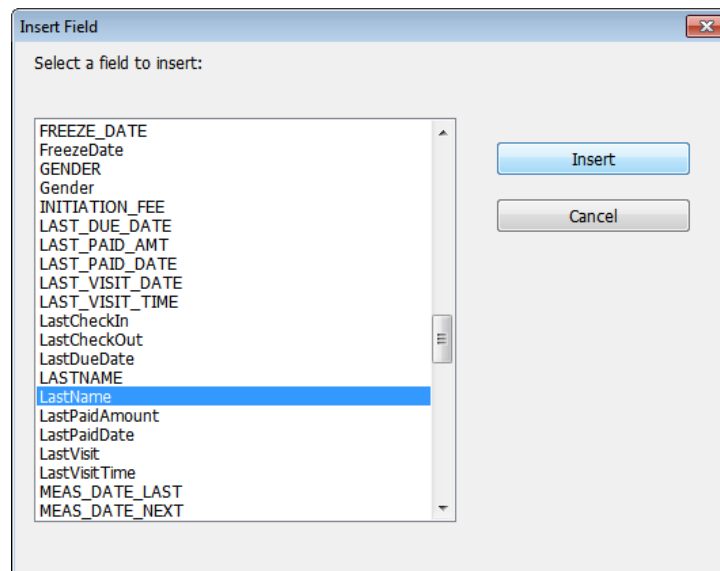 Insert Field
Select a field to insert:
FREEZE_DATE
FreezeDate
GENDER
Gender
INITIATION_FEE
LAST_DUE_DATE
LAST_PAID_AMT
LAST_PAID_DATE
LAST_VISIT_DATE
LAST_VISIT_TIME
LastCheckIn
LastCheckOut
LastDueDate
LASTNAME
LastName
LastPaidAmount
LastPaidDate
LastVisit
LastVisitTime
MEAS_DATE_LAST
MEAS_DATE_NEXT
Insert
Cancel